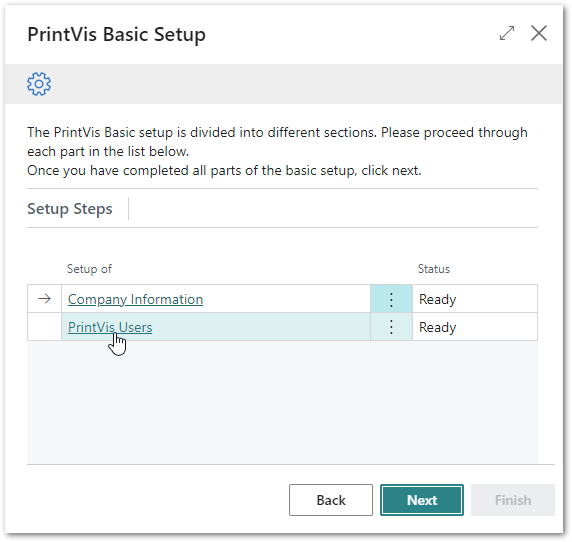 PrintVis Basic Setup
The PrintVis Basic setup is divided into different sections. Please proceed through
each part in the list below.
Once you have completed all parts of the basic setup, click next.
Setup Steps
Setup of Status
Company Information Ready
PrintVis Users Ready
Back Next Finish